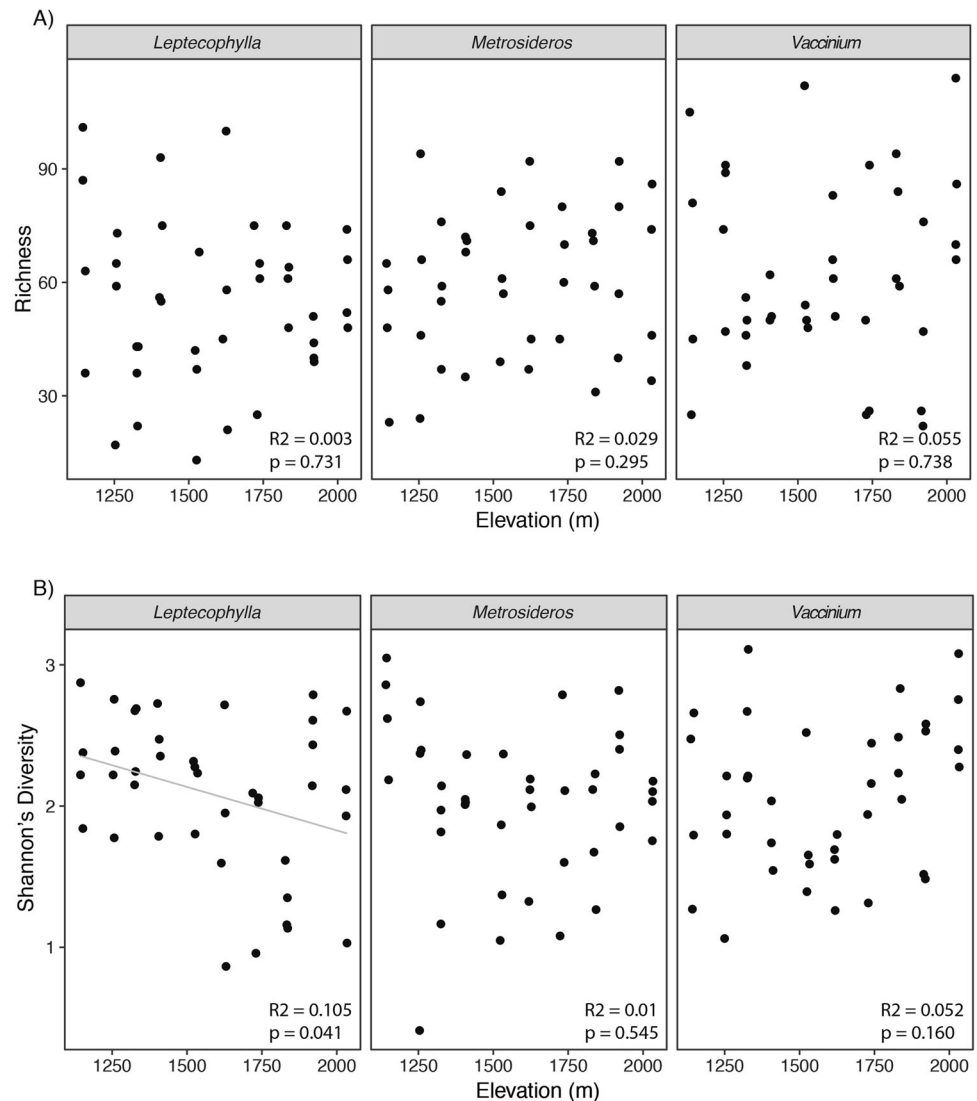 A)
Leptecophylla
Metrosideros
Vaccinium
Richness
90
60
30
R2 = 0.003
p = 0.731
R2 = 0.029
p = 0.295
R2 = 0.055
p = 0.738
1250 1500 1750 2000
1250 1500 1750 2000
1250 1500 1750 2000
Elevation (m)
B)
Leptecophylla
Metrosideros
Vaccinium
Shannon's Diversity
3
2
1
R2 = 0.105
p = 0.041
R2 = 0.01
p = 0.545
R2 = 0.052
p = 0.160
1250 1500 1750 2000
1250 1500 1750 2000
1250 1500 1750 2000
Elevation (m)